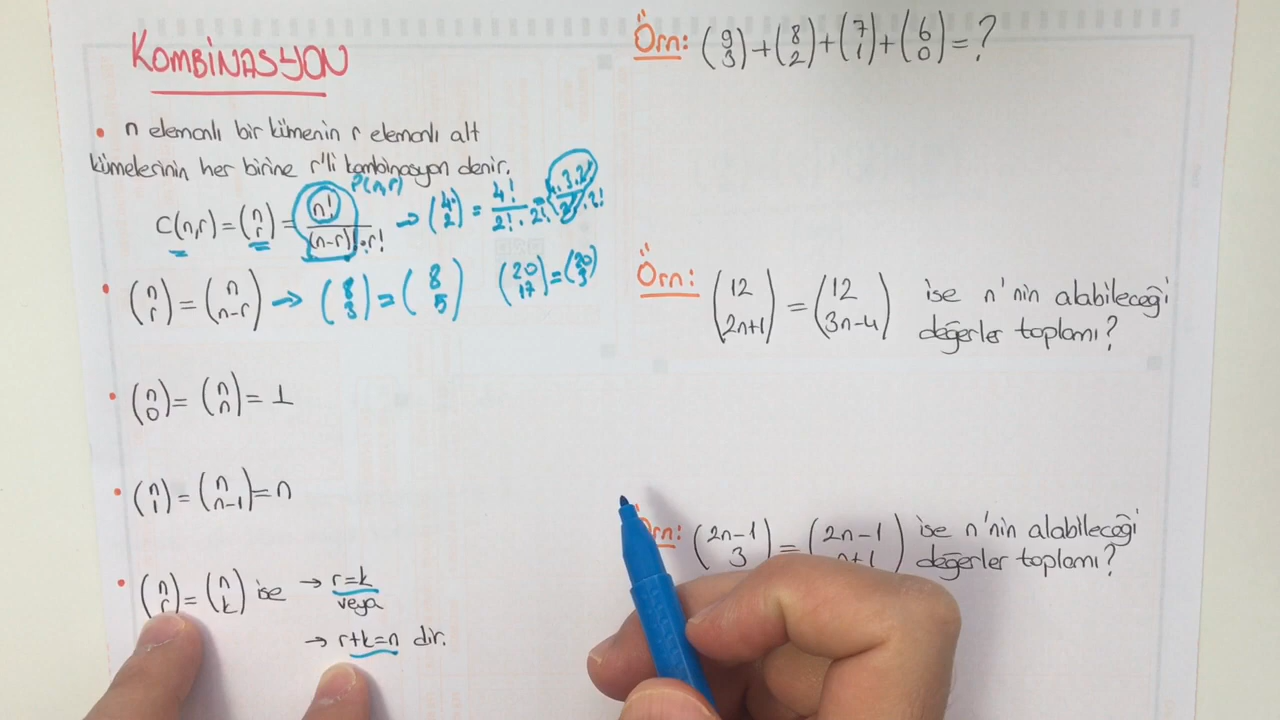 KOMBİNASYON
• n elemanlı bir kümenin r elemanlı alt
kümelerinin her birine r'li kombinasyon denir.
P(n,r)
C(n,r) = (n r) = n!/((n-r)!·r!) → (4 2) = 4!/(2!·2!) =
• (n r) = (n n-r) → (8 3) = (8 5) (20 17) = (20 3)
• (n 0) = (n n) = 1
• (n 1) = (n n-1) = n
• (n r) = (n k) ise → r=k
veya
→ r+k=n dir.
Örn: (9 3) + (8 2) + (7 1) + (6 0) = ?
Örn: (12 2n+1) = (12 3n-4) ise n'nin alabileceği
değerler toplamı?
Örn: (2n-1 3) = (2n-1 n+1) ise n'nin alabileceği
değerler toplamı?